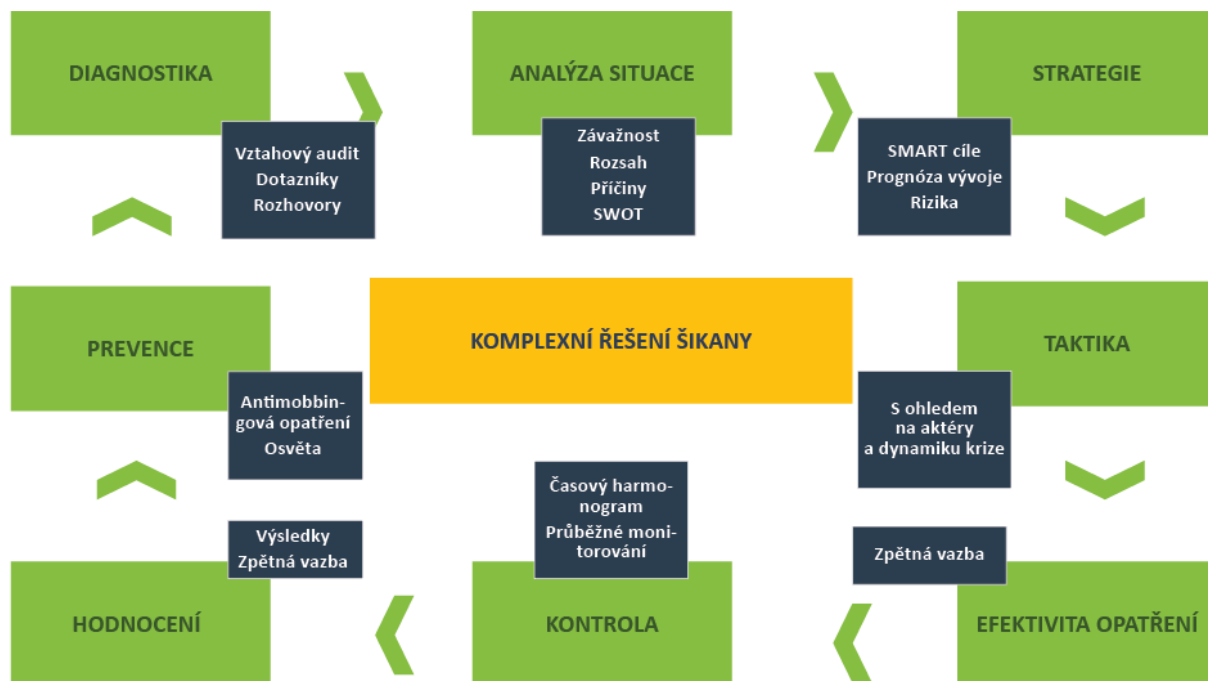 DIAGNOSTIKA
ANALÝZA SITUACE
STRATEGIE
Vztahový audit
Dotazníky
Rozhovory
Závažnost
Rozsah
Příčiny
SWOT
SMART cíle
Prognóza vývoje
Rizika
PREVENCE
KOMPLEXNÍ ŘEŠENÍ ŠIKANY
TAKTIKA
Antimobbin-
gová opatření
Osvěta
S ohledem
na aktéry
a dynamiku krize
Časový harmo-
nogram
Průběžné moni-
torování
Výsledky
Zpětná vazba
Zpětná vazba
HODNOCENÍ
KONTROLA
EFEKTIVITA OPATŘENÍ